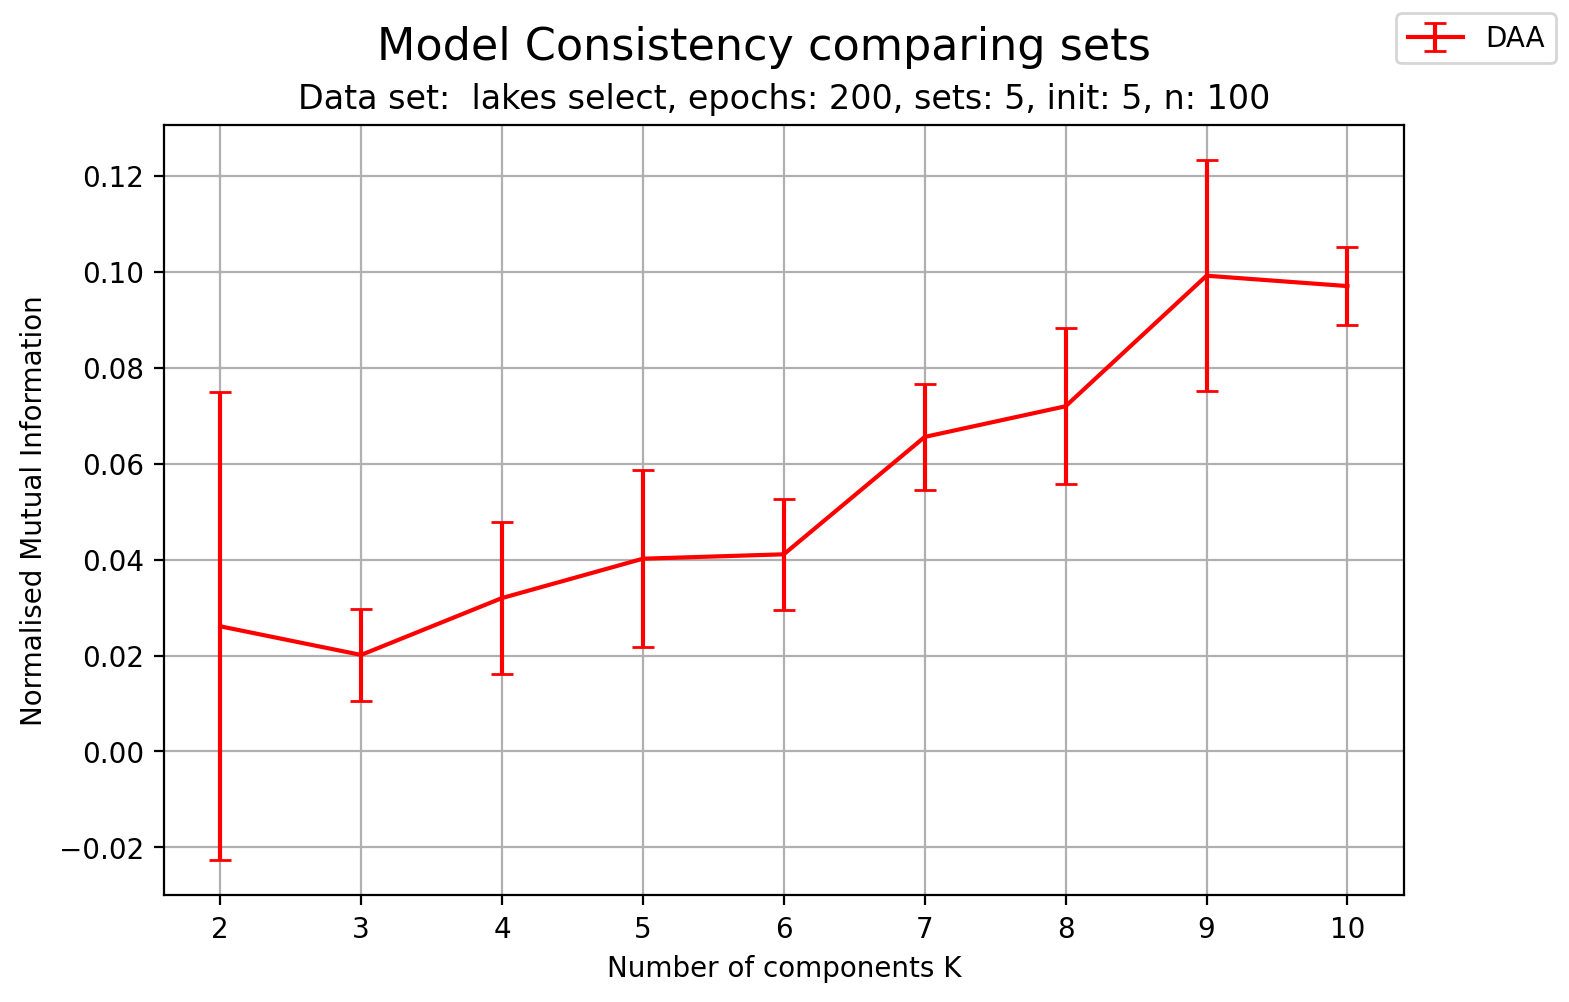 Model Consistency comparing sets
DAA
Data set:  lakes select, epochs: 200, sets: 5, init: 5, n: 100
Normalised Mutual Information
0.12
0.10
0.08
0.06
0.04
0.02
0.00
−0.02
2 3 4 5 6 7 8 9 10
Number of components K